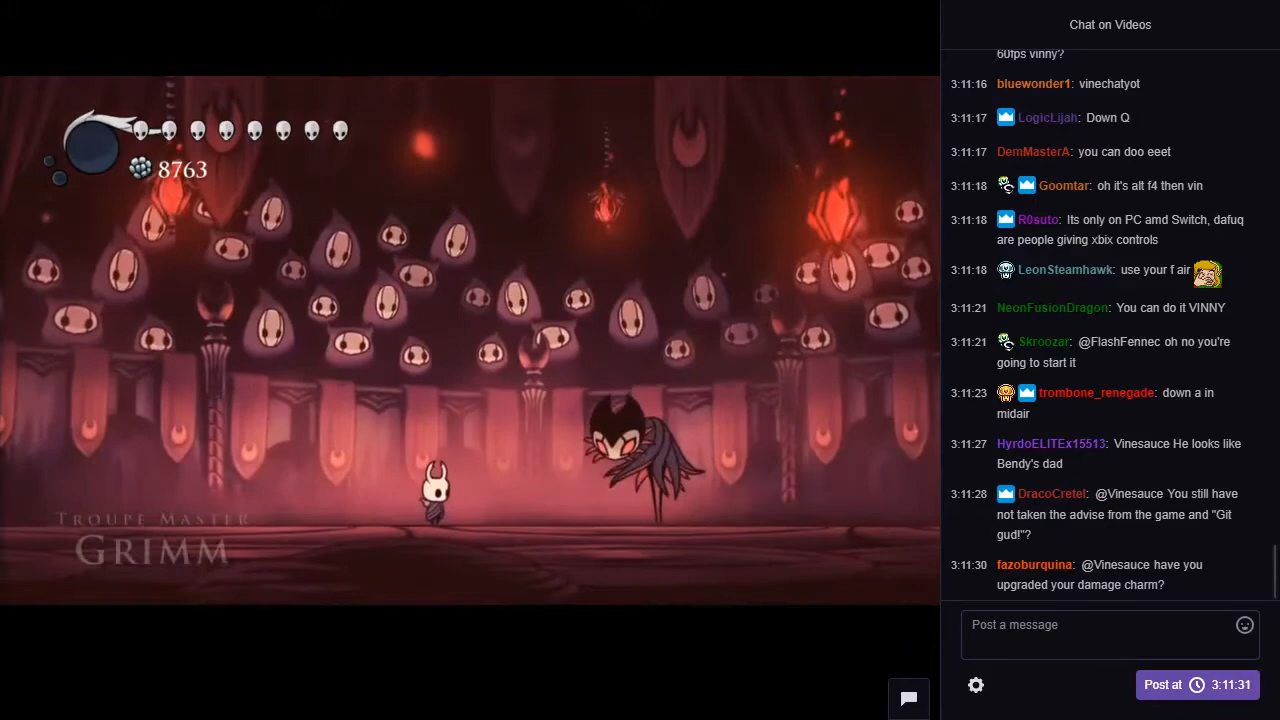 8763
TROUPE MASTER
GRIMM
Chat on Videos
60fps vinny?
3:11:16 bluewonder1: vinechatyot
3:11:17 LogicLijah: Down Q
3:11:17 DemMasterA: you can doo eeet
3:11:18 Goomtar: oh it's alt f4 then vin
3:11:18 R0suto: Its only on PC amd Switch, dafuq
are people giving xbix controls
3:11:18 LeonSteamhawk: use your f air
3:11:21 NeonFusionDragon: You can do it VINNY
3:11:21 Skroozar: @FlashFennec oh no you're
going to start it
3:11:23 trombone_renegade: down a in
midair
3:11:27 HyrdoELITEx15513: Vinesauce He looks like
Bendy's dad
3:11:28 DracoCretel: @Vinesauce You still have
not taken the advise from the game and "Git
gud!"?
3:11:30 fazoburquina: @Vinesauce have you
upgraded your damage charm?
Post a message
Post at 3:11:31